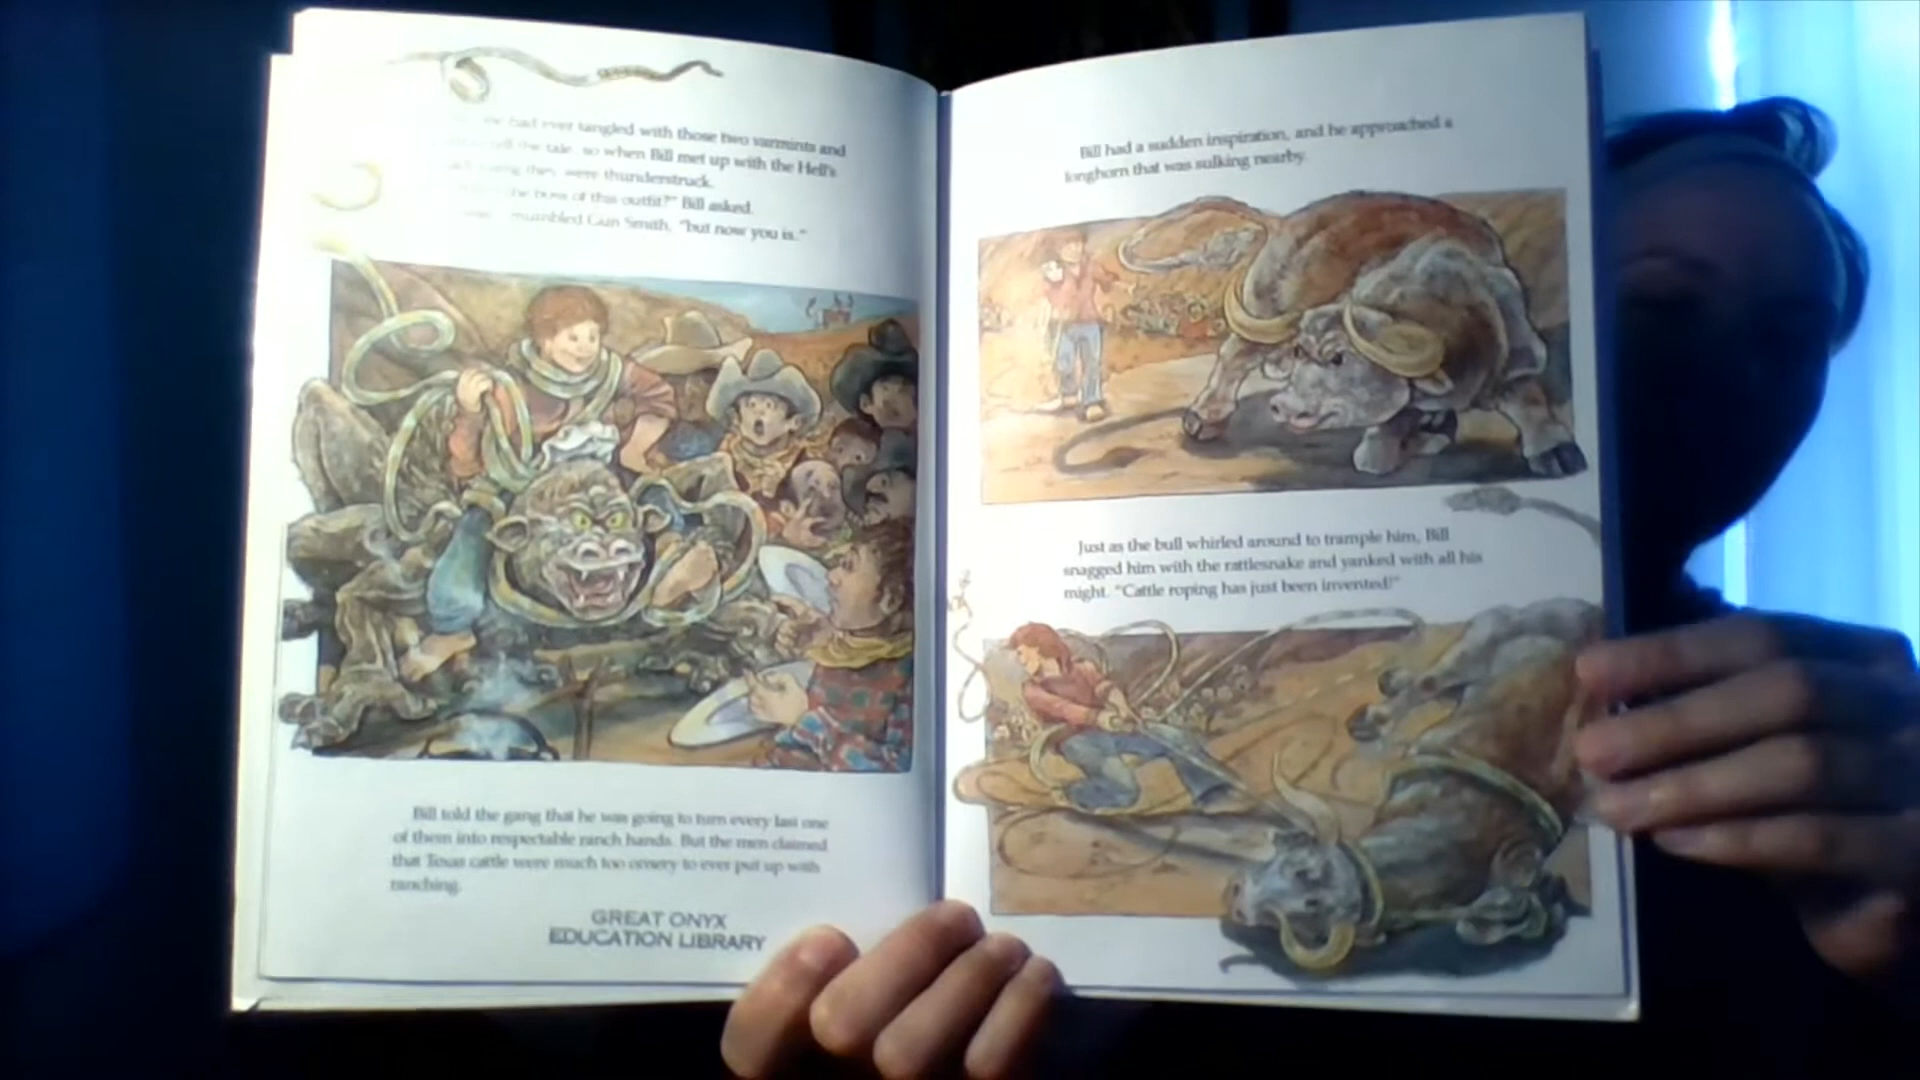 had ever tangled with those two varmints and
tell the tale, so when Bill met up with the Hell's
Gang they were thunderstruck.
the boss of this outfit?" Bill asked.
mumbled Gun Smith, "but now you is."
Bill told the gang that he was going to turn every last one
of them into respectable ranch hands. But the men claimed
that Texas cattle were much too ornery to ever put up with
ranching.
GREAT ONYX
EDUCATION LIBRARY
Bill had a sudden inspiration, and he approached a
longhorn that was sulking nearby.
Just as the bull whirled around to trample him, Bill
snagged him with the rattlesnake and yanked with all his
might. "Cattle roping has just been invented!"